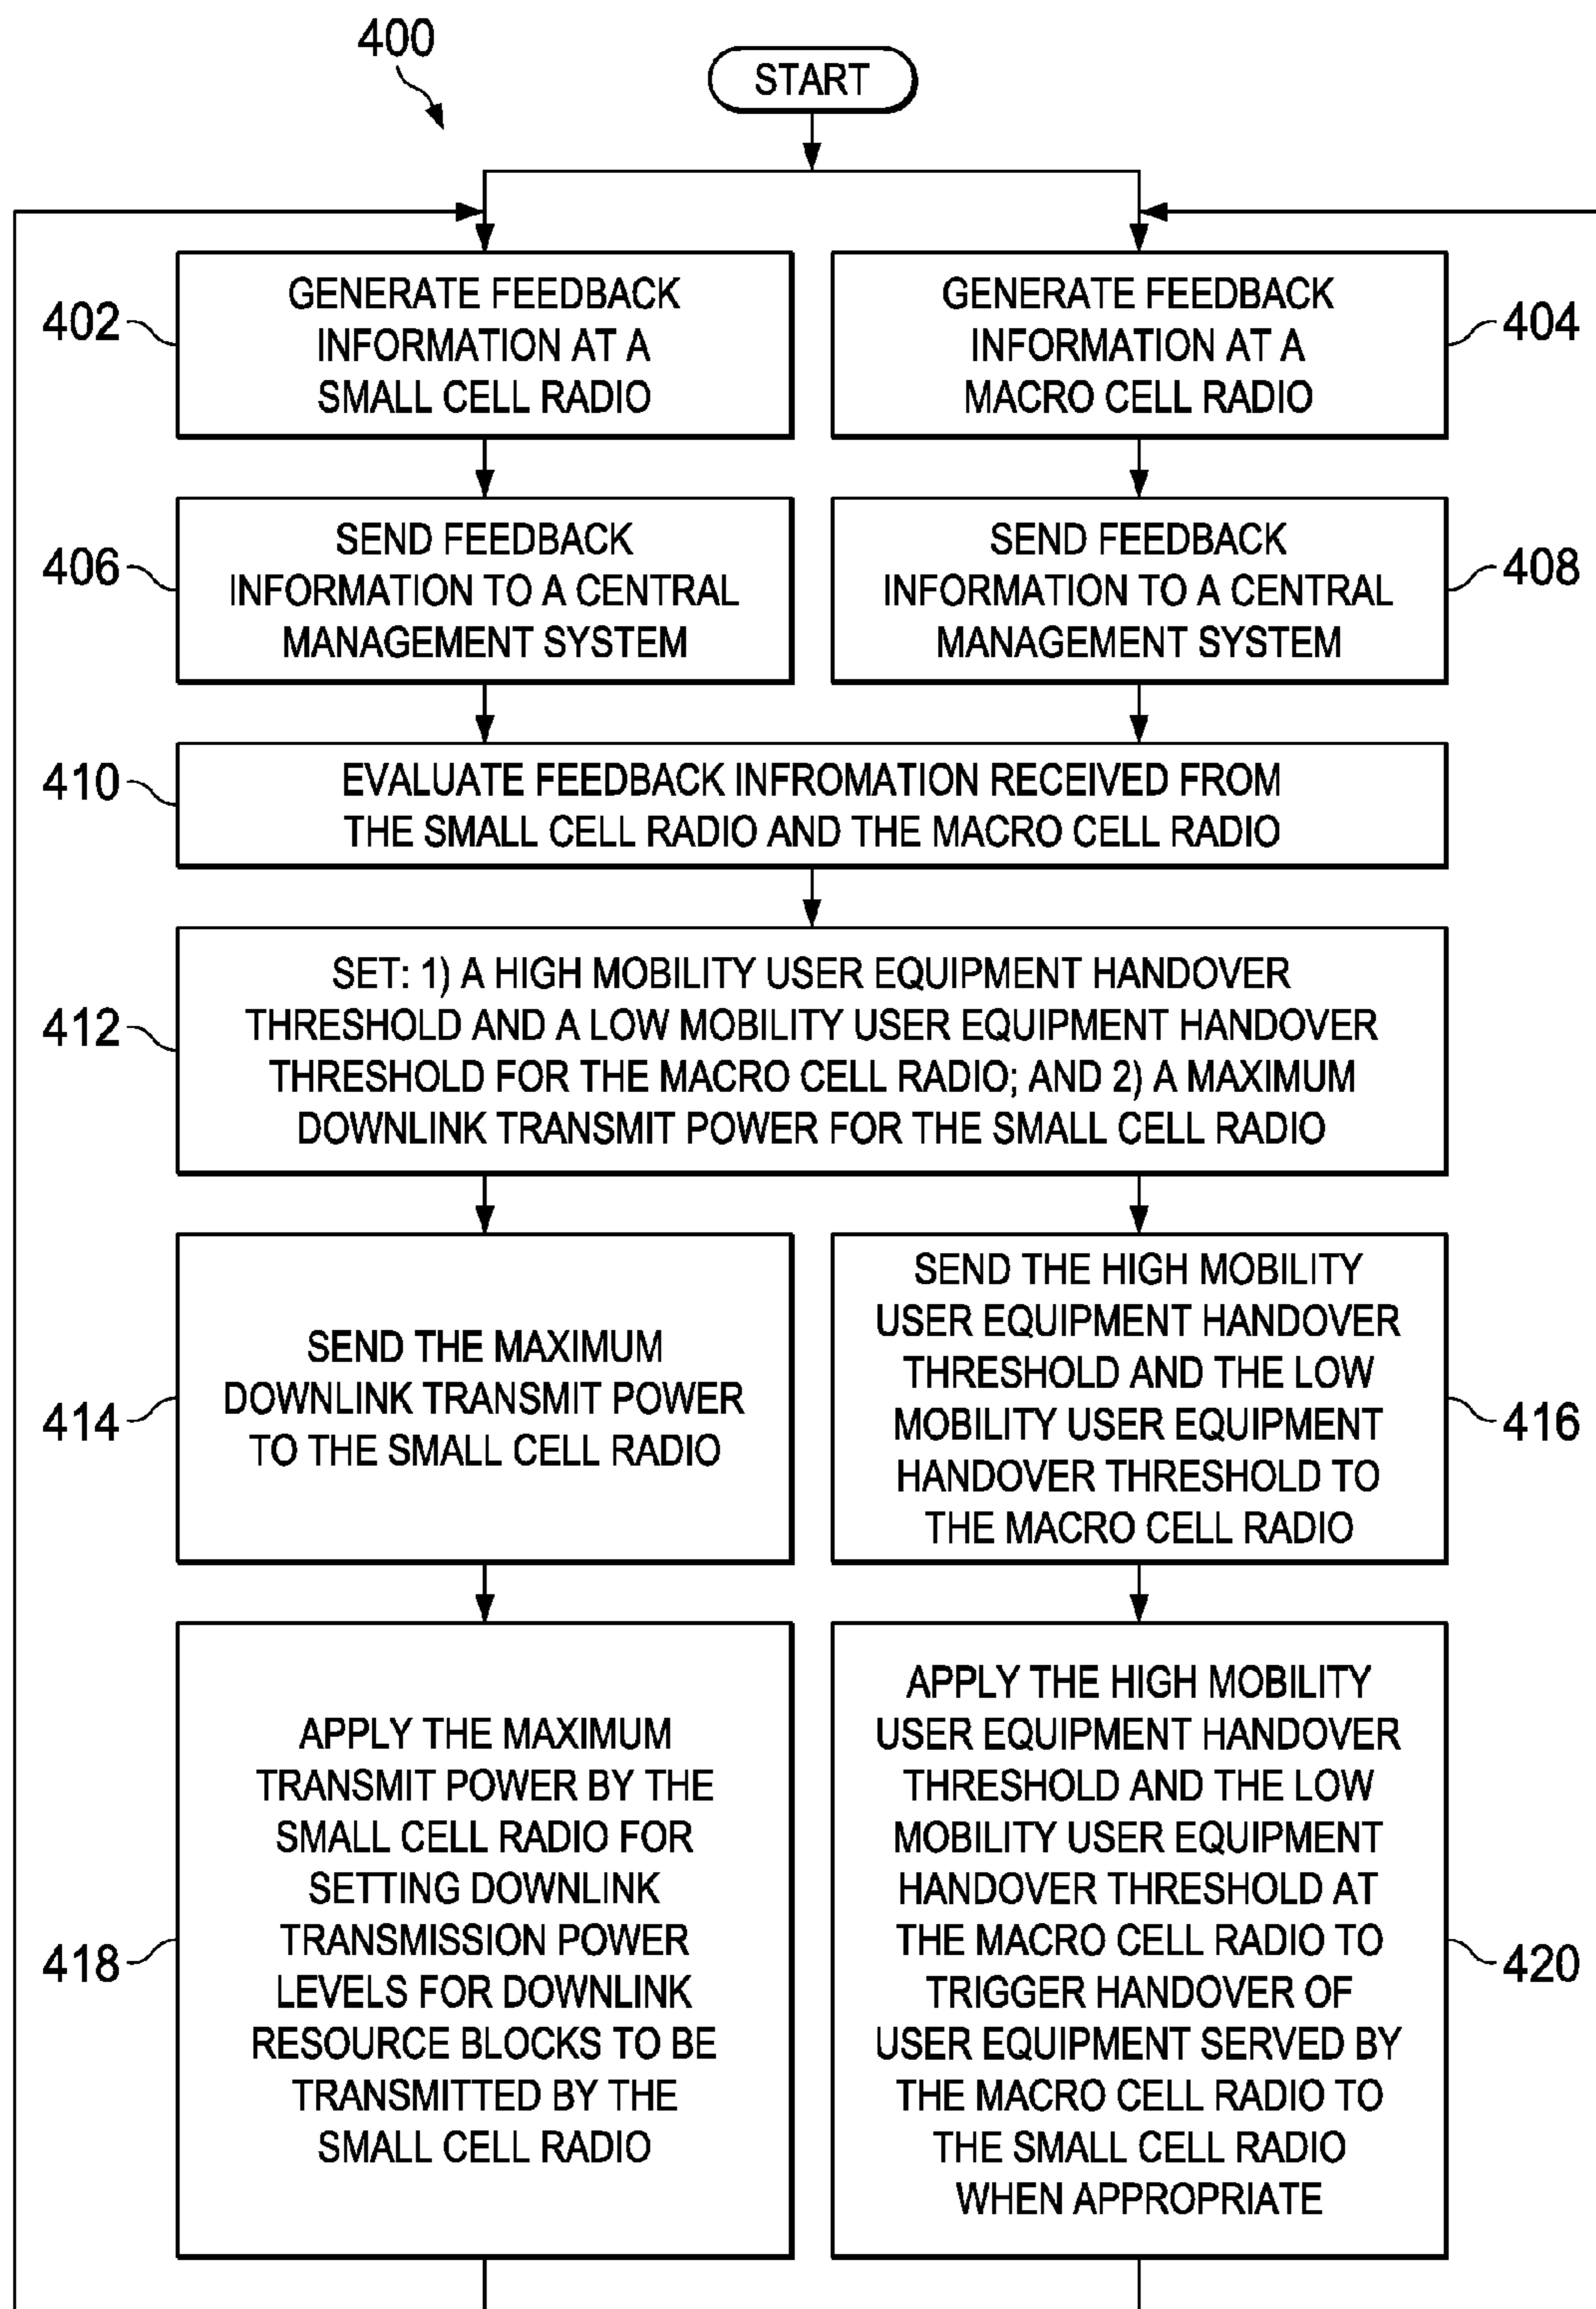 400
START
402
GENERATE FEEDBACK
INFORMATION AT A
SMALL CELL RADIO
GENERATE FEEDBACK
INFORMATION AT A
MACRO CELL RADIO
404
406
SEND FEEDBACK
INFORMATION TO A CENTRAL
MANAGEMENT SYSTEM
SEND FEEDBACK
INFORMATION TO A CENTRAL
MANAGEMENT SYSTEM
408
410
EVALUATE FEEDBACK INFROMATION RECEIVED FROM
THE SMALL CELL RADIO AND THE MACRO CELL RADIO
412
SET: 1) A HIGH MOBILITY USER EQUIPMENT HANDOVER
THRESHOLD AND A LOW MOBILITY USER EQUIPMENT HANDOVER
THRESHOLD FOR THE MACRO CELL RADIO; AND 2) A MAXIMUM
DOWNLINK TRANSMIT POWER FOR THE SMALL CELL RADIO
414
SEND THE MAXIMUM
DOWNLINK TRANSMIT POWER
TO THE SMALL CELL RADIO
SEND THE HIGH MOBILITY
USER EQUIPMENT HANDOVER
THRESHOLD AND THE LOW
MOBILITY USER EQUIPMENT
HANDOVER THRESHOLD TO
THE MACRO CELL RADIO
416
418
APPLY THE MAXIMUM
TRANSMIT POWER BY THE
SMALL CELL RADIO FOR
SETTING DOWNLINK
TRANSMISSION POWER
LEVELS FOR DOWNLINK
RESOURCE BLOCKS TO BE
TRANSMITTED BY THE
SMALL CELL RADIO
APPLY THE HIGH MOBILITY
USER EQUIPMENT HANDOVER
THRESHOLD AND THE LOW
MOBILITY USER EQUIPMENT
HANDOVER THRESHOLD AT
THE MACRO CELL RADIO TO
TRIGGER HANDOVER OF
USER EQUIPMENT SERVED BY
THE MACRO CELL RADIO TO
THE SMALL CELL RADIO
WHEN APPROPRIATE
420